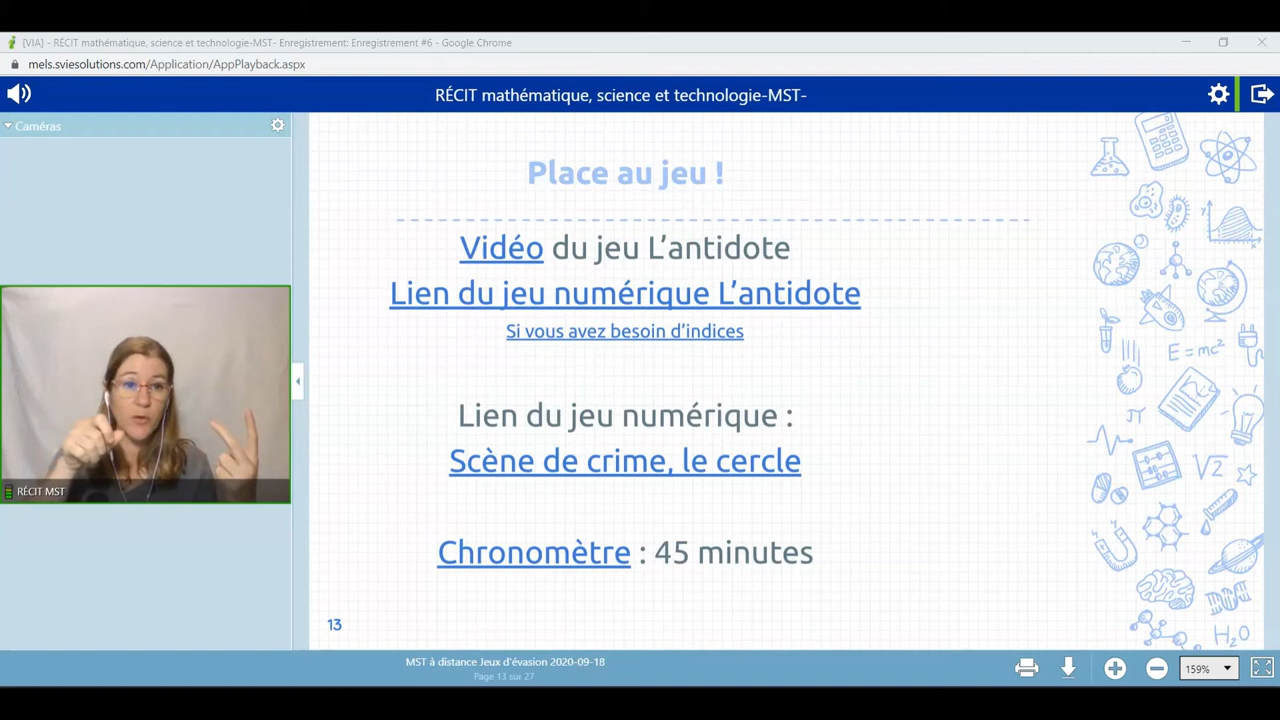 [VIA] - RÉCIT mathématique, science et technologie-MST- Enregistrement: Enregistrement #6 - Google Chrome
mels.sviesolutions.com/Application/AppPlayback.aspx
RÉCIT mathématique, science et technologie-MST-
Caméras
Place au jeu !
Vidéo du jeu L’antidote
Lien du jeu numérique L’antidote
Si vous avez besoin d’indices
Lien du jeu numérique :
Scène de crime, le cercle
Chronomètre : 45 minutes
E=mc²
π
√2
H₂O
RÉCIT MST
13
MST à distance Jeux d'évasion 2020-09-18
Page 13 sur 27
159%